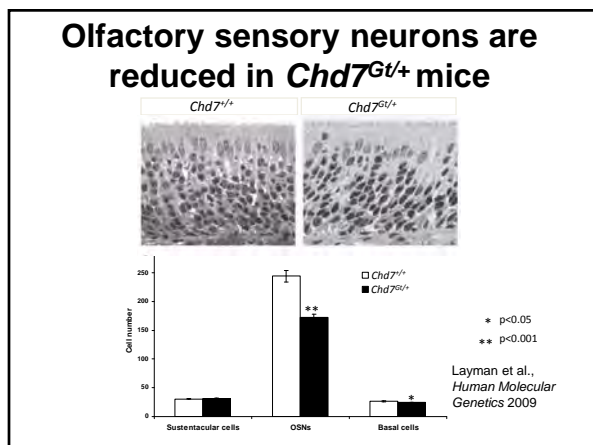 Olfactory sensory neurons are
reduced in Chd7Gt/+ mice
Chd7+/+
Chd7Gt/+
250
200
150
100
50
0
Cell number
Chd7+/+
Chd7Gt/+
**
*
Sustentacular cells
OSNs
Basal cells
* p<0.05
** p<0.001
Layman et al.,
Human Molecular
Genetics 2009